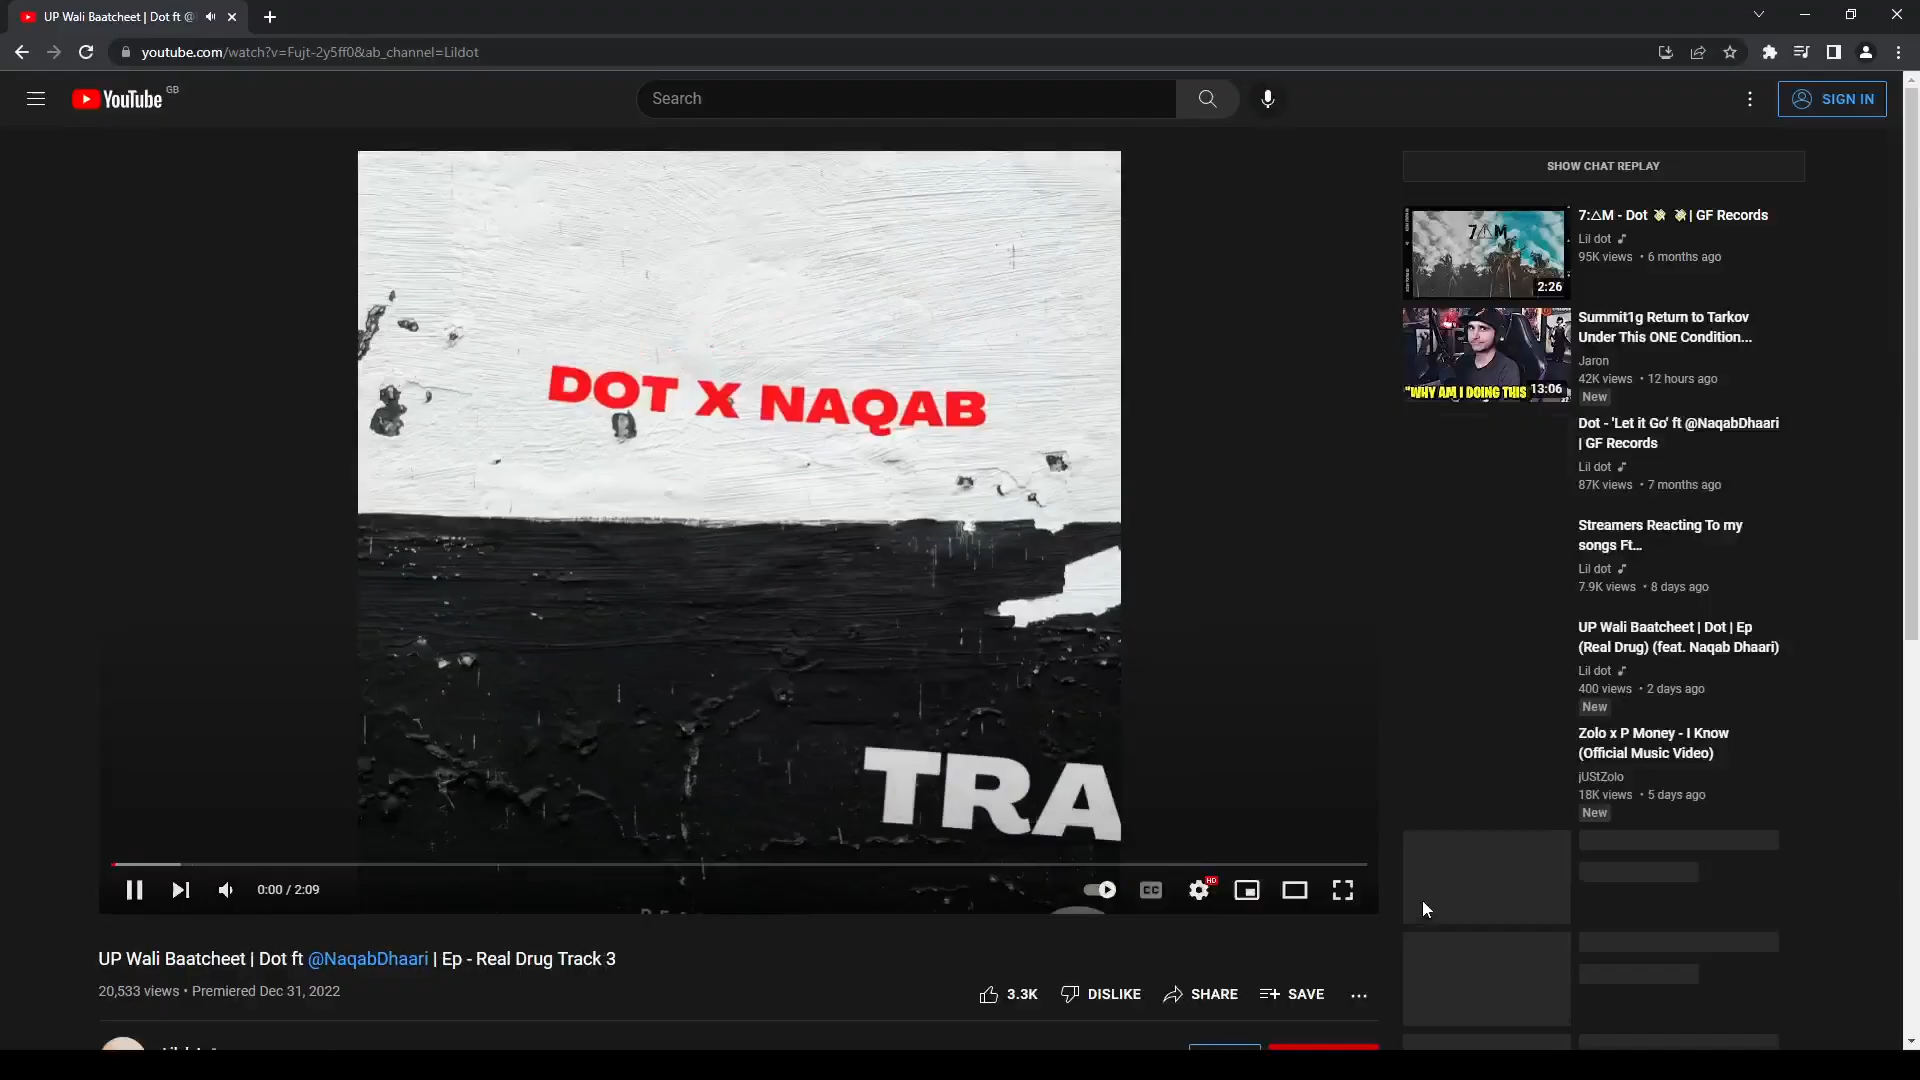 UP Wali Baatcheet | Dot ft @
youtube.com/watch?v=Fujt-2y5ff0&ab_channel=Lildot
YouTube GB
Search
SIGN IN
DOT X NAQAB
TRA
0:00 / 2:09
CC
HD
UP Wali Baatcheet | Dot ft @NaqabDhaari | Ep - Real Drug Track 3
20,533 views • Premiered Dec 31, 2022
3.3K
DISLIKE
SHARE
SAVE
SHOW CHAT REPLAY
7:△M
2:26
7:△M - Dot 💸 💸 | GF Records
Lil dot ♪
95K views • 6 months ago
"WHY AM I DOING THIS
13:06
Summit1g Return to Tarkov
Under This ONE Condition...
Jaron
42K views • 12 hours ago
New
Dot - 'Let it Go' ft @NaqabDhaari
| GF Records
Lil dot ♪
87K views • 7 months ago
Streamers Reacting To my
songs Ft...
Lil dot ♪
7.9K views • 8 days ago
UP Wali Baatcheet | Dot | Ep
(Real Drug) (feat. Naqab Dhaari)
Lil dot ♪
400 views • 2 days ago
New
Zolo x P Money - I Know
(Official Music Video)
jUStZolo
18K views • 5 days ago
New